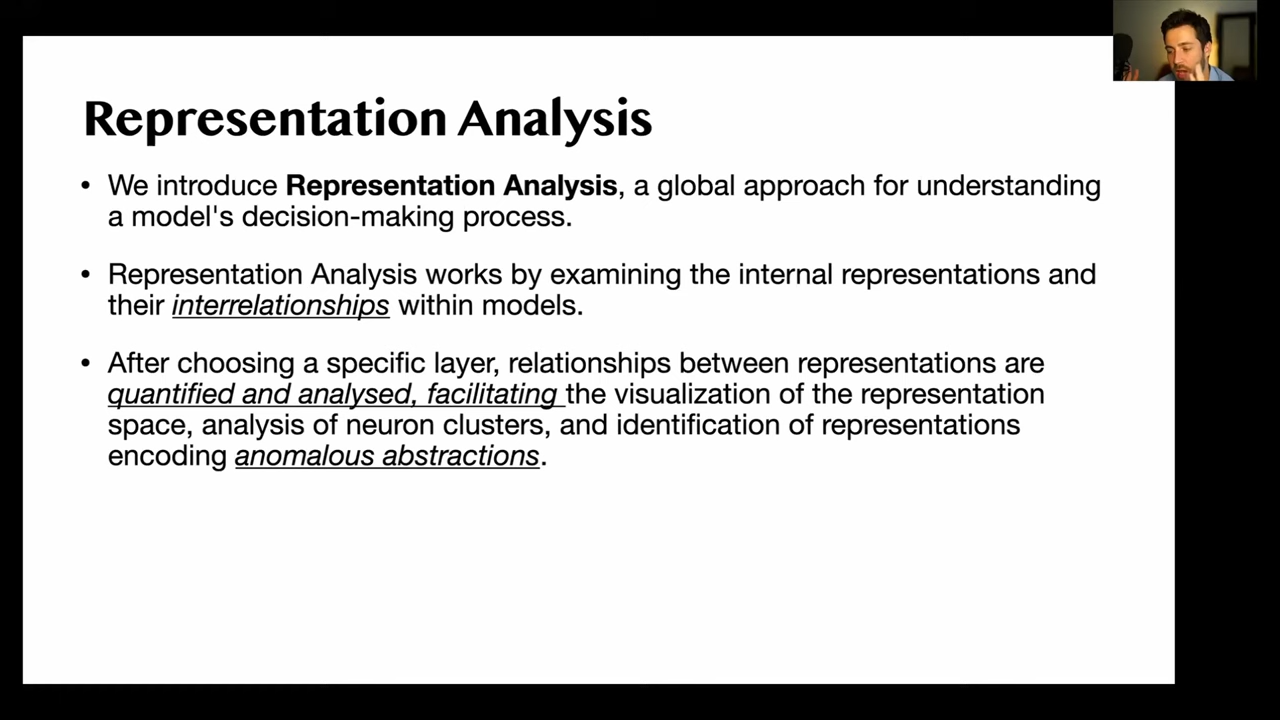 Representation Analysis
• We introduce Representation Analysis, a global approach for understanding
a model's decision-making process.
• Representation Analysis works by examining the internal representations and
their interrelationships within models.
• After choosing a specific layer, relationships between representations are
quantified and analysed, facilitating the visualization of the representation
space, analysis of neuron clusters, and identification of representations
encoding anomalous abstractions.